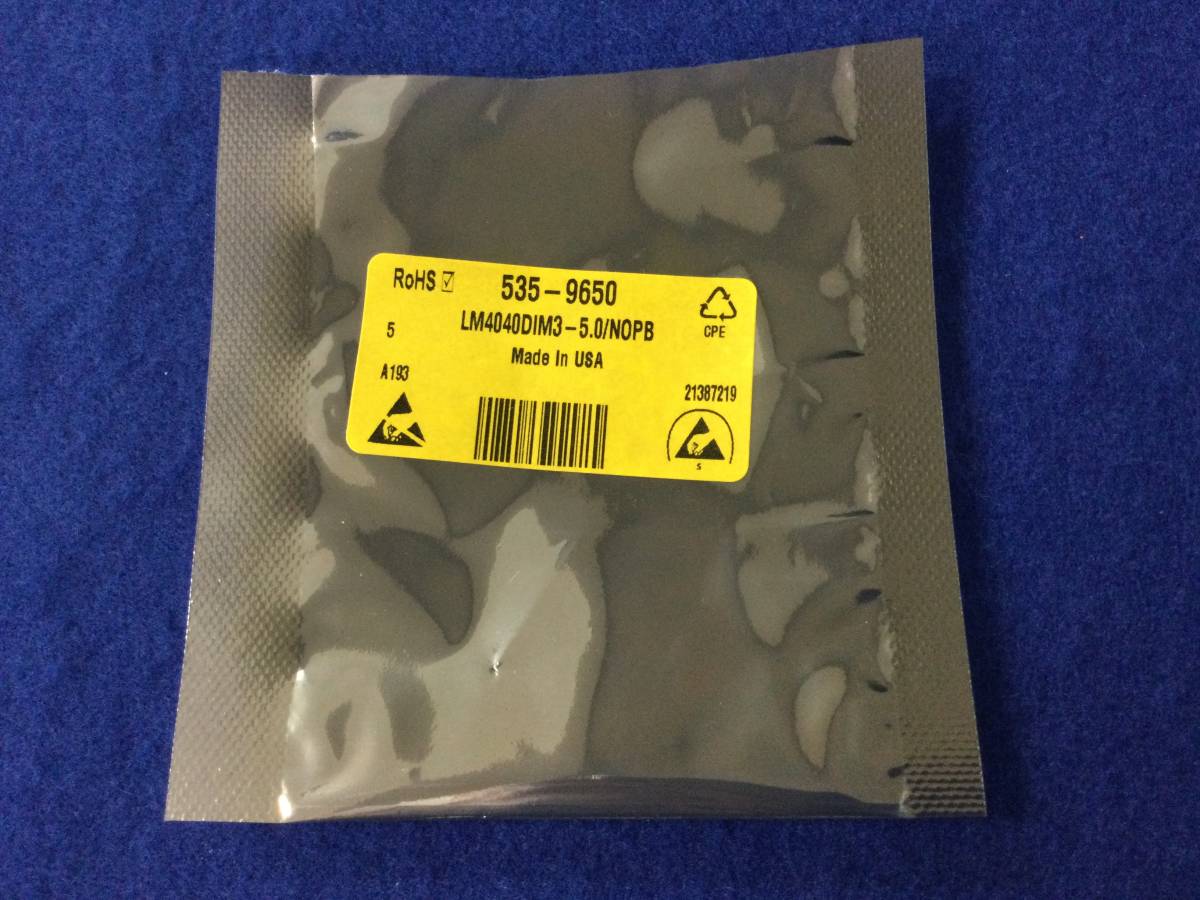 RoHS ☑ 535-9650
5 LM4040DIM3-5.0/NOPB
CPE
Made In USA
A193
21387219
S